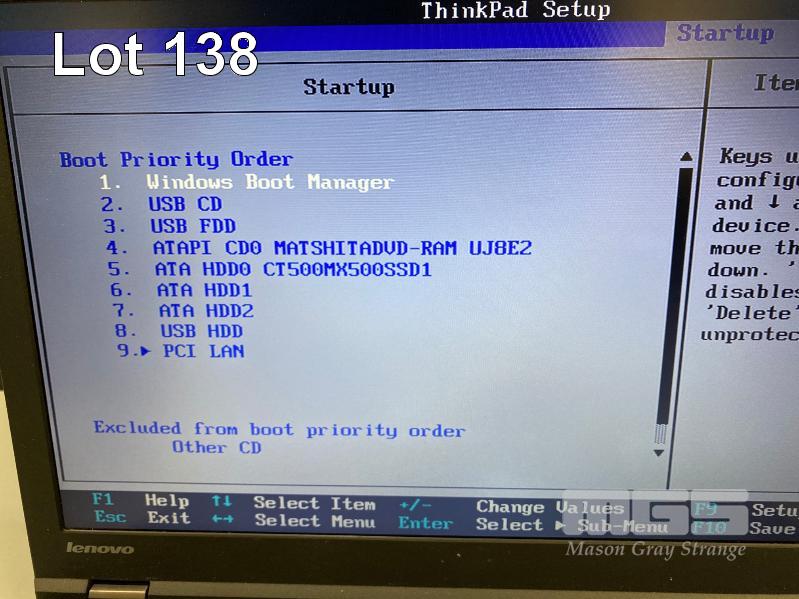 ThinkPad Setup
Startup
Lot 138
Startup
Boot Priority Order
1. Windows Boot Manager
2. USB CD
3. USB FDD
4. ATAPI CD0 MATSHITADVD-RAM UJ8E2
5. ATA HDD0 CT500MX500SSD1
6. ATA HDD1
7. ATA HDD2
8. USB HDD
9.▶ PCI LAN
Excluded from boot priority order
Other CD
Ite
Keys u
config
and ↓ a
device.
move th
down. '
disables
'Delete'
unprotec
F1 Help ↑↓ Select Item +/- Change Values F9 Setu
Esc Exit ←→ Select Menu Enter Select ▶ Sub-Menu F10 Save
lenovo
MGS
Mason Gray Strange